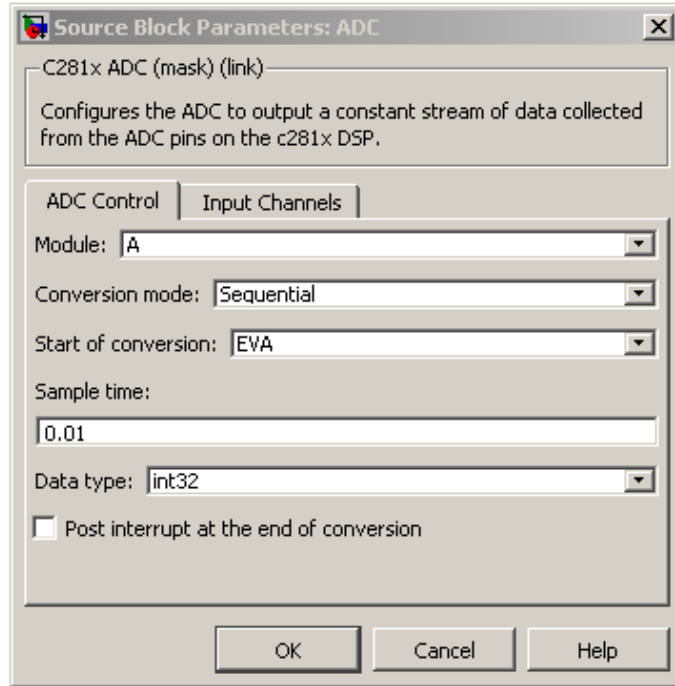 Source Block Parameters: ADC
C281x ADC (mask) (link)
Configures the ADC to output a constant stream of data collected
from the ADC pins on the c281x DSP.
ADC Control Input Channels
Module: A
Conversion mode: Sequential
Start of conversion: EVA
Sample time:
0.01
Data type: int32
Post interrupt at the end of conversion
OK Cancel Help